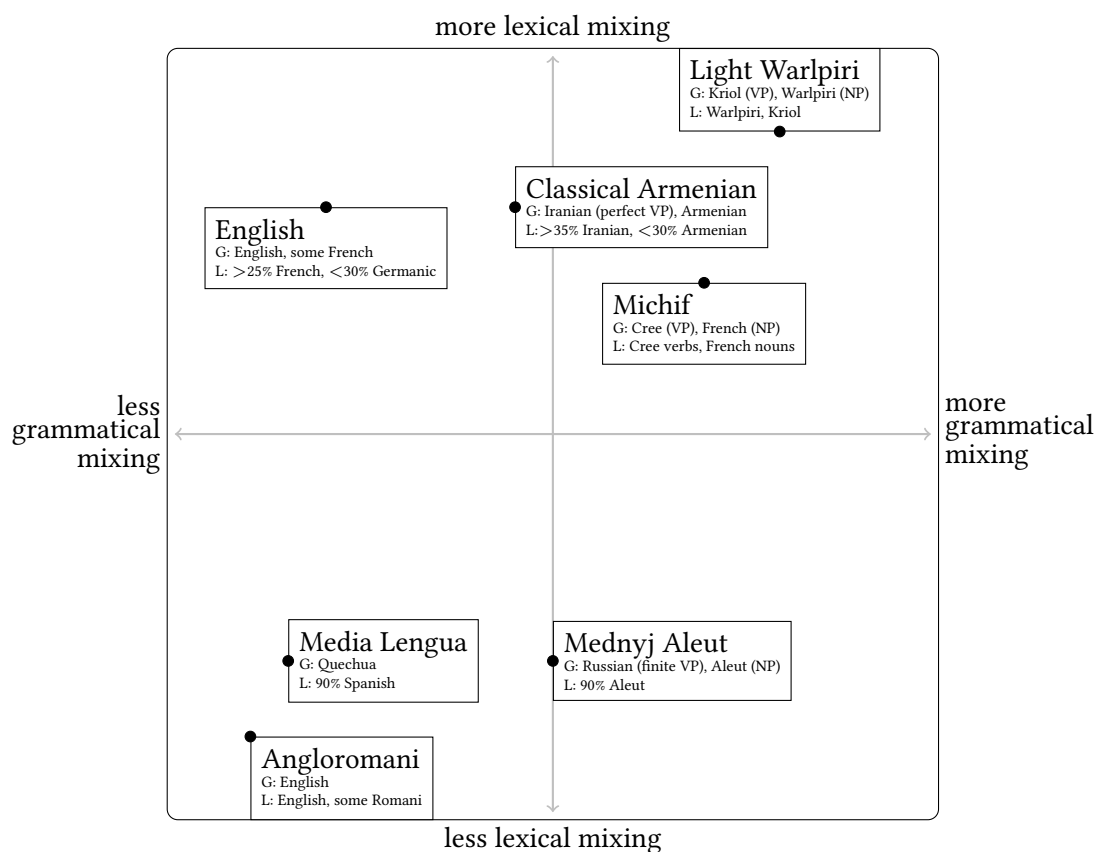 more lexical mixing
Light Warlpiri
G: Kriol (VP), Warlpiri (NP)
L: Warlpiri, Kriol
Classical Armenian
G: Iranian (perfect VP), Armenian
L:>35% Iranian, <30% Armenian
English
G: English, some French
L: >25% French, <30% Germanic
Michif
G: Cree (VP), French (NP)
L: Cree verbs, French nouns
less
grammatical
mixing
more
grammatical
mixing
Media Lengua
G: Quechua
L: 90% Spanish
Mednyj Aleut
G: Russian (finite VP), Aleut (NP)
L: 90% Aleut
Angloromani
G: English
L: English, some Romani
less lexical mixing